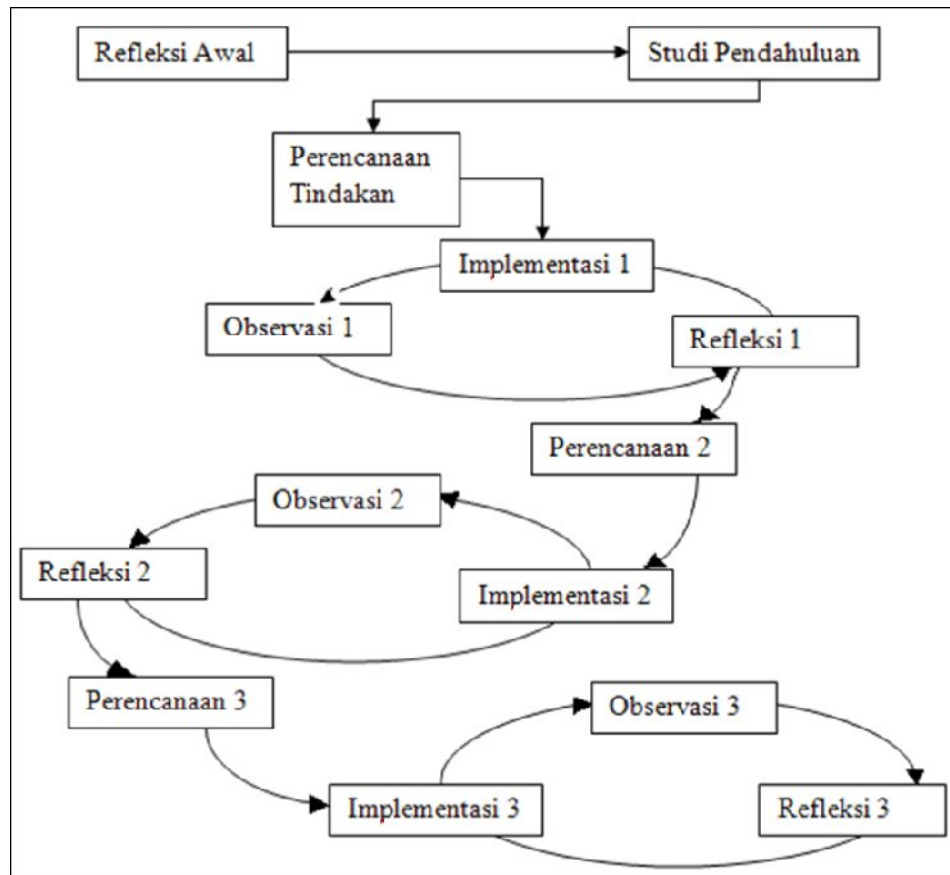 Refleksi Awal
Studi Pendahuluan
Perencanaan
Tindakan
Implementasi 1
Observasi 1
Refleksi 1
Perencanaan 2
Observasi 2
Refleksi 2
Implementasi 2
Perencanaan 3
Observasi 3
Implementasi 3
Refleksi 3